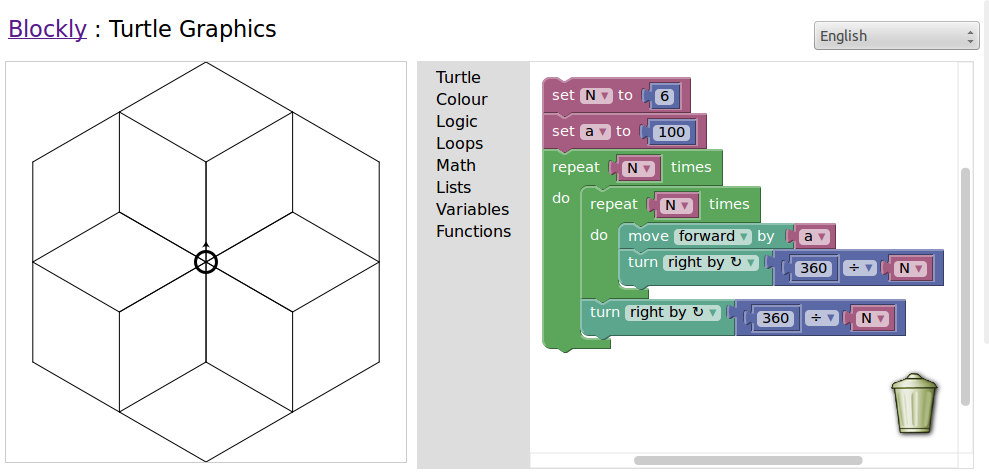 Blockly : Turtle Graphics
English
Turtle
Colour
Logic
Loops
Math
Lists
Variables
Functions
set N ▾ to 6
set a ▾ to 100
repeat N ▾ times
do repeat N ▾ times
do move forward ▾ by a ▾
turn right by ↻ ▾ 360 ÷ ▾ N ▾
turn right by ↻ ▾ 360 ÷ ▾ N ▾